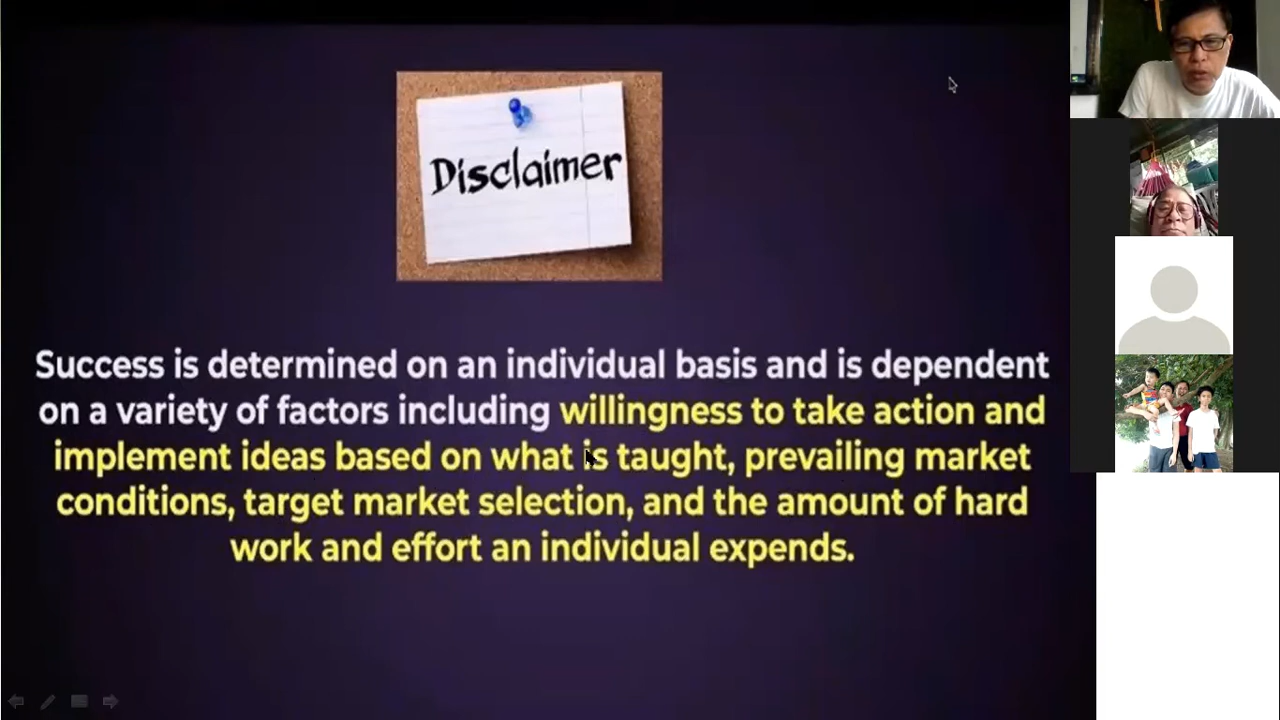 Disclaimer
Success is determined on an individual basis and is dependent
on a variety of factors including willingness to take action and
implement ideas based on what is taught, prevailing market
conditions, target market selection, and the amount of hard
work and effort an individual expends.